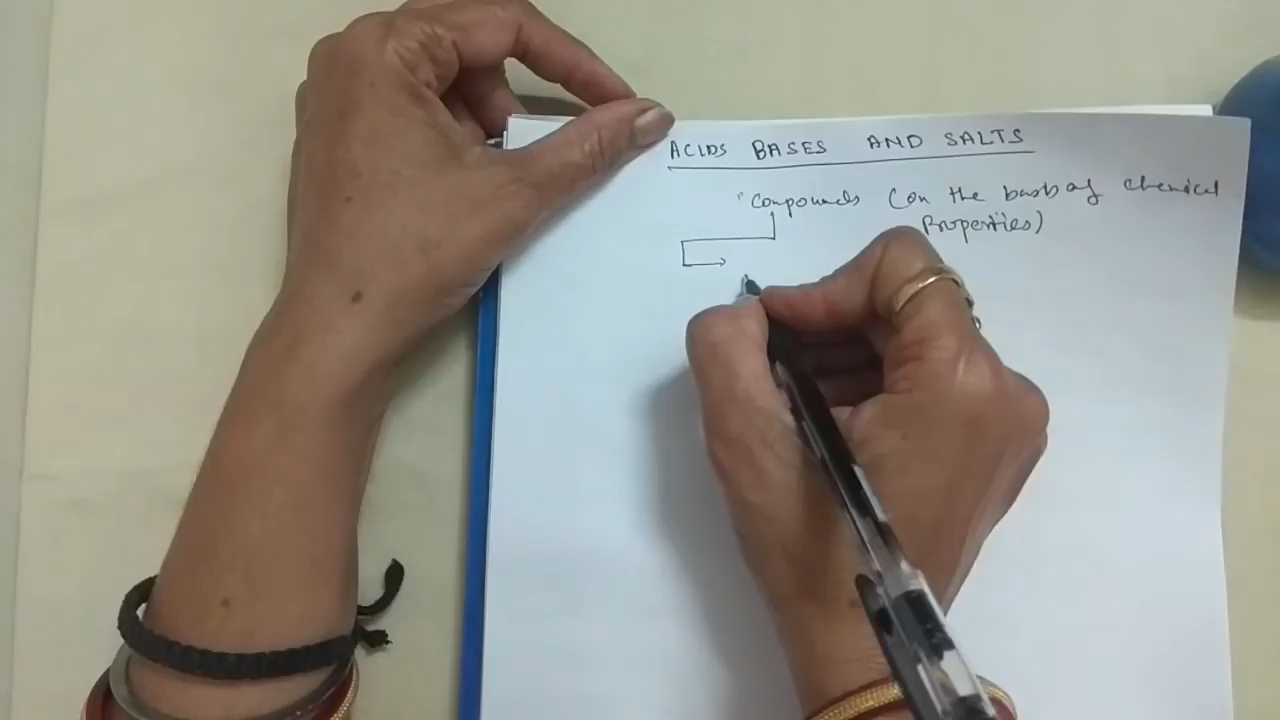 ACIDS BASES AND SALTS
Compounds (on the basis of chemical
Properties)